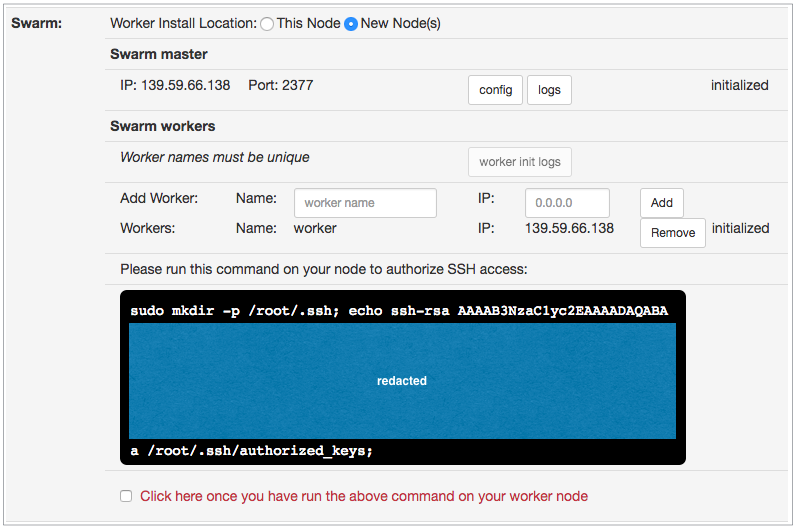 Swarm: Worker Install Location: This Node New Node(s)
Swarm master
IP: 139.59.66.138 Port: 2377 config logs initialized
Swarm workers
Worker names must be unique worker init logs
Add Worker: Name: worker name IP: 0.0.0.0 Add
Workers: Name: worker IP: 139.59.66.138 Remove initialized
Please run this command on your node to authorize SSH access:
sudo mkdir -p /root/.ssh; echo ssh-rsa AAAAB3NzaC1yc2EAAAADAQABA
redacted
a /root/.ssh/authorized_keys;
Click here once you have run the above command on your worker node